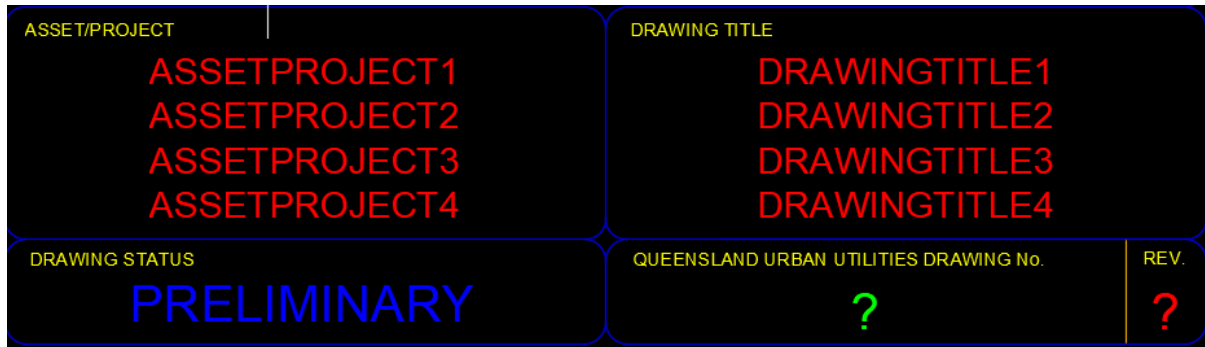 ASSET/PROJECT
ASSETPROJECT1
ASSETPROJECT2
ASSETPROJECT3
ASSETPROJECT4
DRAWING TITLE
DRAWINGTITLE1
DRAWINGTITLE2
DRAWINGTITLE3
DRAWINGTITLE4
DRAWING STATUS
PRELIMINARY
QUEENSLAND URBAN UTILITIES DRAWING No.
?
REV.
?